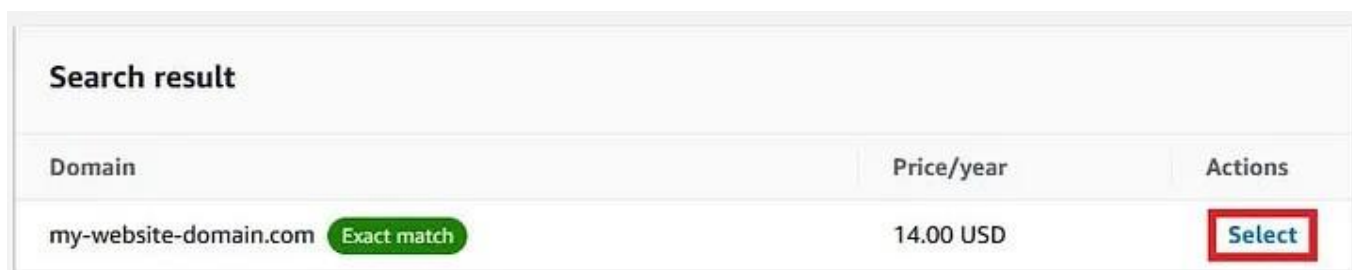 Search result
Domain Price/year Actions
my-website-domain.com Exact match 14.00 USD Select